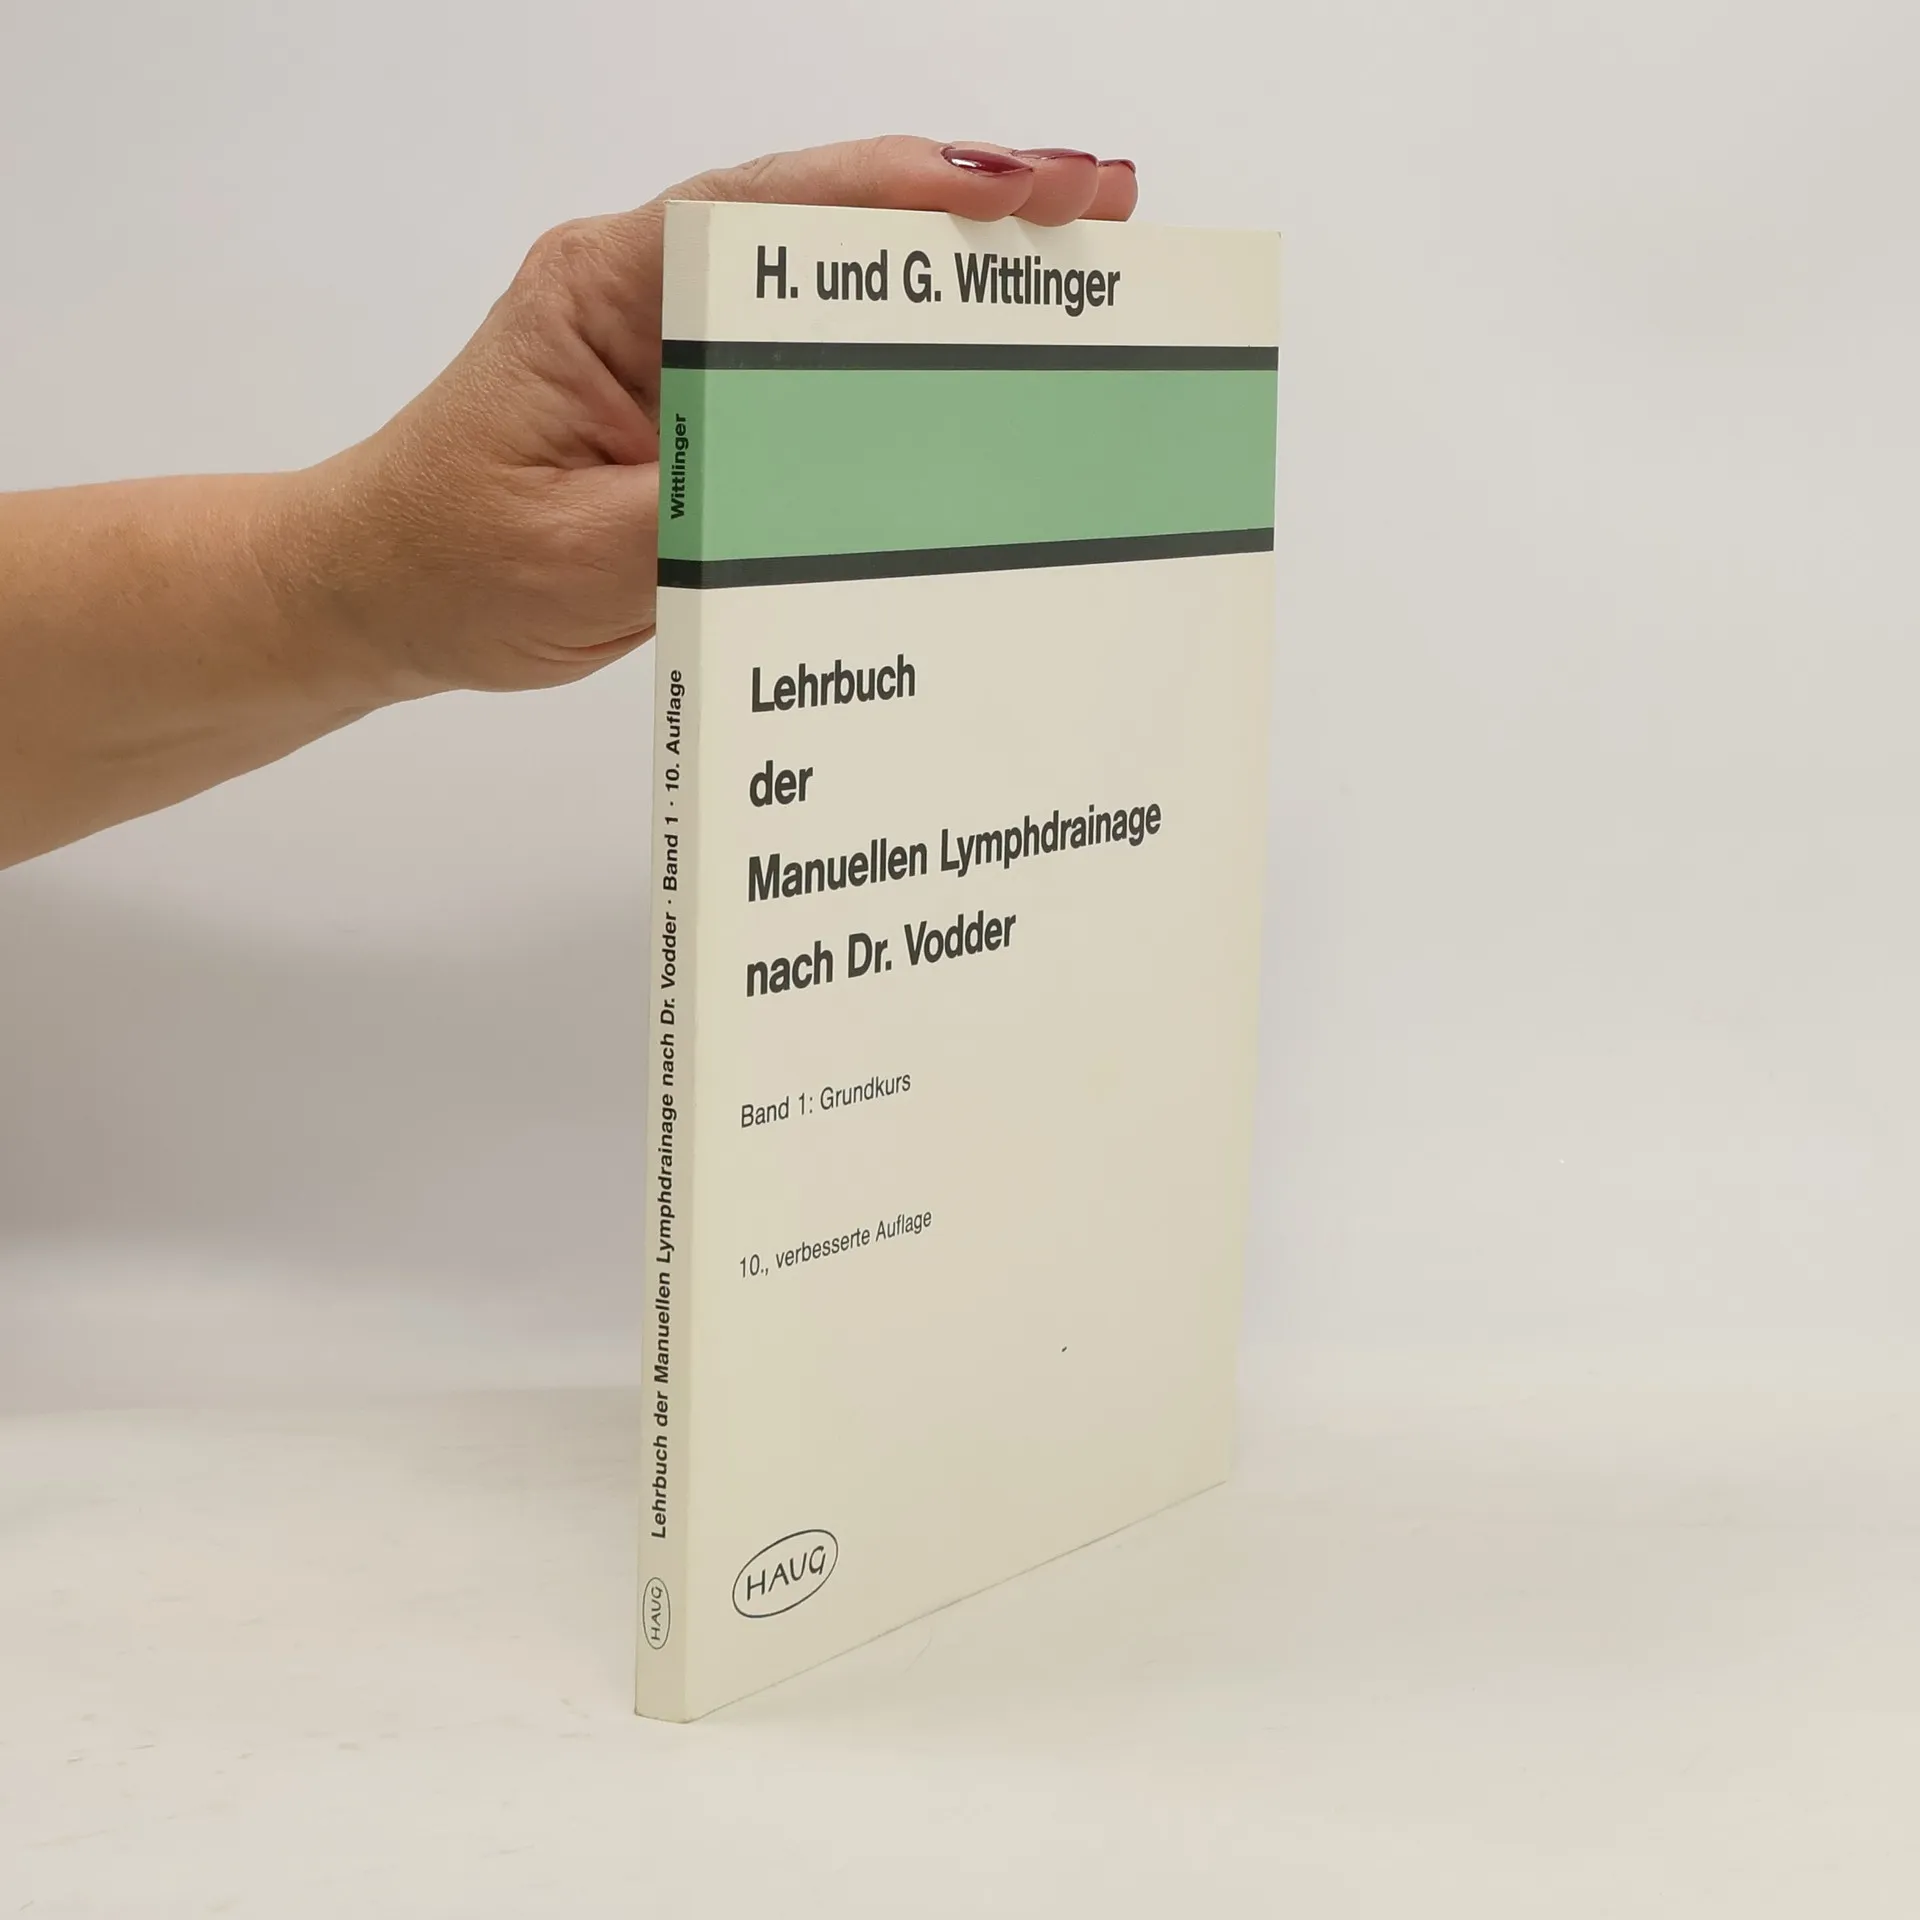 H. und G. Wittlinger
Lehrbuch
der
Manuellen Lymphdrainage
nach Dr. Vodder
Band 1: Grundkurs
10., verbesserte Auflage
HAUG
Wittlinger
Lehrbuch der Manuellen Lymphdrainage nach Dr. Vodder · Band 1 · 10. Auflage
HAUG